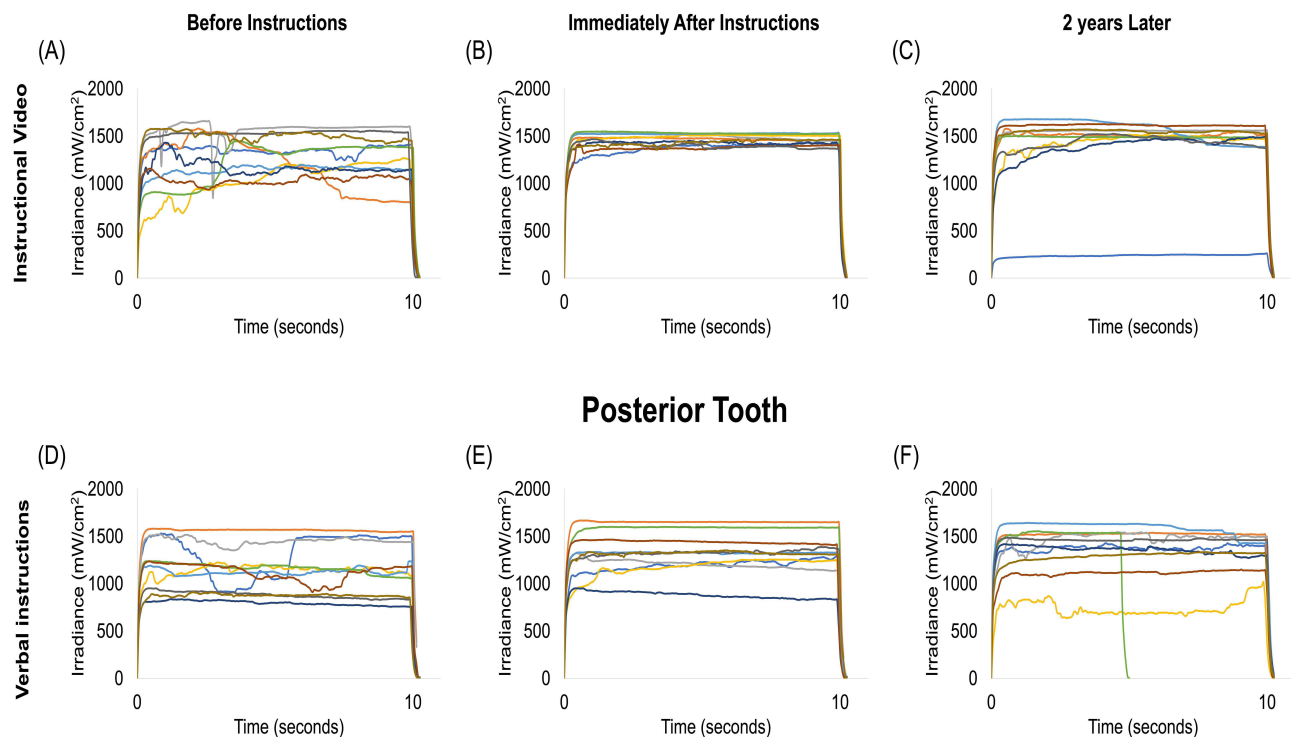 Before Instructions
Immediately After Instructions
2 years Later
Instructional Video
(A)
Irradiance (mW/cm²)
2000
1500
1000
500
0
0
10
Time (seconds)
(B)
Irradiance (mW/cm²)
2000
1500
1000
500
0
0
10
Time (seconds)
(C)
Irradiance (mW/cm²)
2000
1500
1000
500
0
0
10
Time (seconds)
Posterior Tooth
Verbal instructions
(D)
Irradiance (mW/cm²)
2000
1500
1000
500
0
0
10
Time (seconds)
(E)
Irradiance (mW/cm²)
2000
1500
1000
500
0
0
10
Time (seconds)
(F)
Irradiance (mW/cm²)
2000
1500
1000
500
0
0
10
Time (seconds)